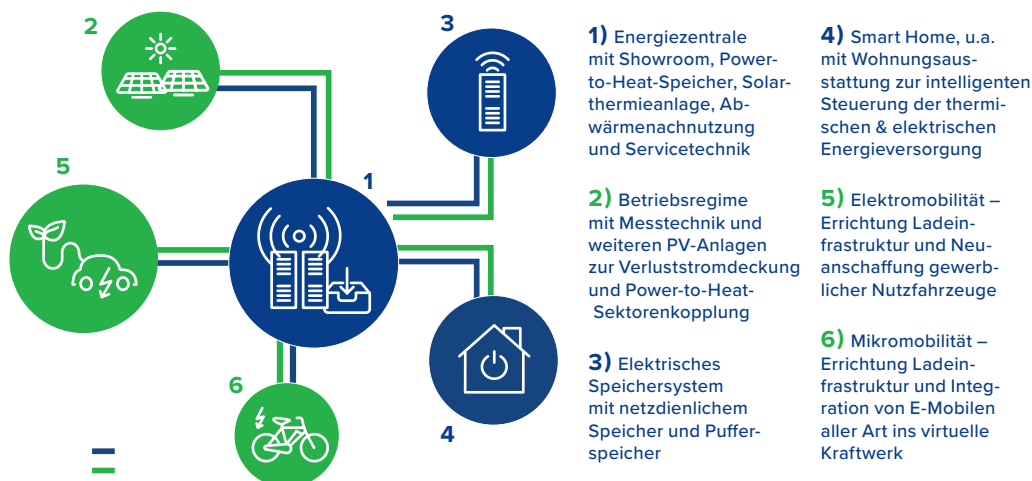 2
3
5
1
6
4
1) Energiezentrale
mit Showroom, Power-
to-Heat-Speicher, Solar-
thermieanlage, Ab-
wärmenachnutzung
und Servicetechnik
2) Betriebsregime
mit Messtechnik und
weiteren PV-Anlagen
zur Verluststromdeckung
und Power-to-Heat-
Sektorenkopplung
3) Elektrisches
Speichersystem
mit netzdienlichem
Speicher und Puffer-
speicher
4) Smart Home, u.a.
mit Wohnungsaus-
stattung zur intelligenten
Steuerung der thermi-
schen & elektrischen
Energieversorgung
5) Elektromobilität –
Errichtung Ladein-
frastruktur und Neu-
anschaffung gewerb-
licher Nutzfahrzeuge
6) Mikromobilität –
Errichtung Ladein-
frastruktur und Integ-
ration von E-Mobilen
aller Art ins virtuelle
Kraftwerk